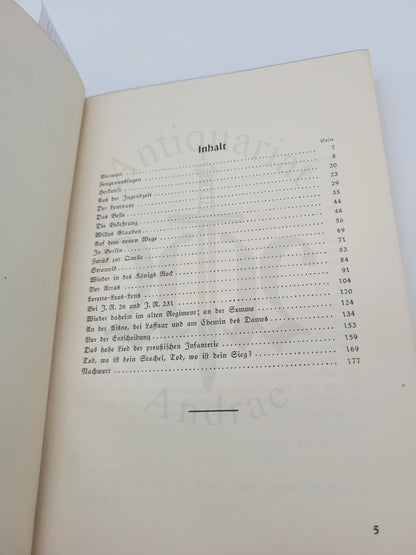 Inhalt
Seite
Vorwort 7
Zeugenaussagen 8
Herkunft 20
Aus der Jugendzeit 23
Der Leutnant 29
Das Beste 35
Die Bekehrung 44
Willys Glauben 48
Auf dem neuen Wege 56
In Berlin 69
Zurück zur Quelle 71
Stromtid 83
Wieder in des Königs Rock 84
Vor Arras 91
Loretto-Loos-Lens 104
Bei J.R. 26 und J.R. 231 120
Wieder daheim im alten Regiment; an der Somme 124
An der Aisne, bei Laffaux und am Chemin des Dames 134
Vor der Entscheidung 153
Das hohe Lied der preußischen Infanterie 159
Tod, wo ist dein Stachel, Tod, wo ist dein Sieg? 169
Nachwort 177
5
Antiquariat
Andrae